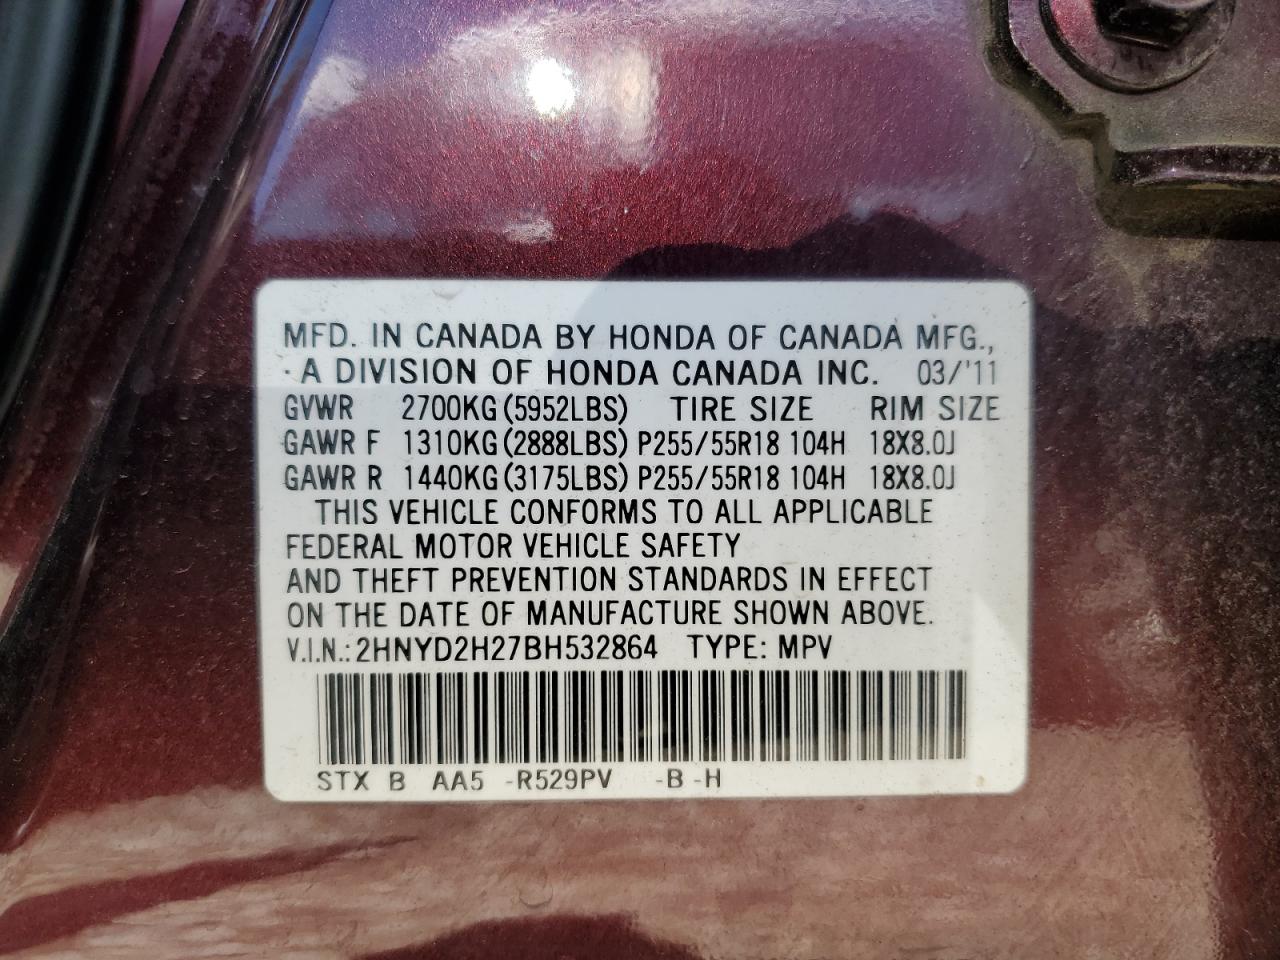 MFD. IN CANADA BY HONDA OF CANADA MFG.,
A DIVISION OF HONDA CANADA INC. 03/'11
GVWR 2700KG(5952LBS) TIRE SIZE RIM SIZE
GAWR F 1310KG(2888LBS) P255/55R18 104H 18X8.0J
GAWR R 1440KG(3175LBS) P255/55R18 104H 18X8.0J
THIS VEHICLE CONFORMS TO ALL APPLICABLE
FEDERAL MOTOR VEHICLE SAFETY
AND THEFT PREVENTION STANDARDS IN EFFECT
ON THE DATE OF MANUFACTURE SHOWN ABOVE.
V.I.N.: 2HNYD2H27BH532864 TYPE: MPV
STX B AA5 -R529PV -B -H